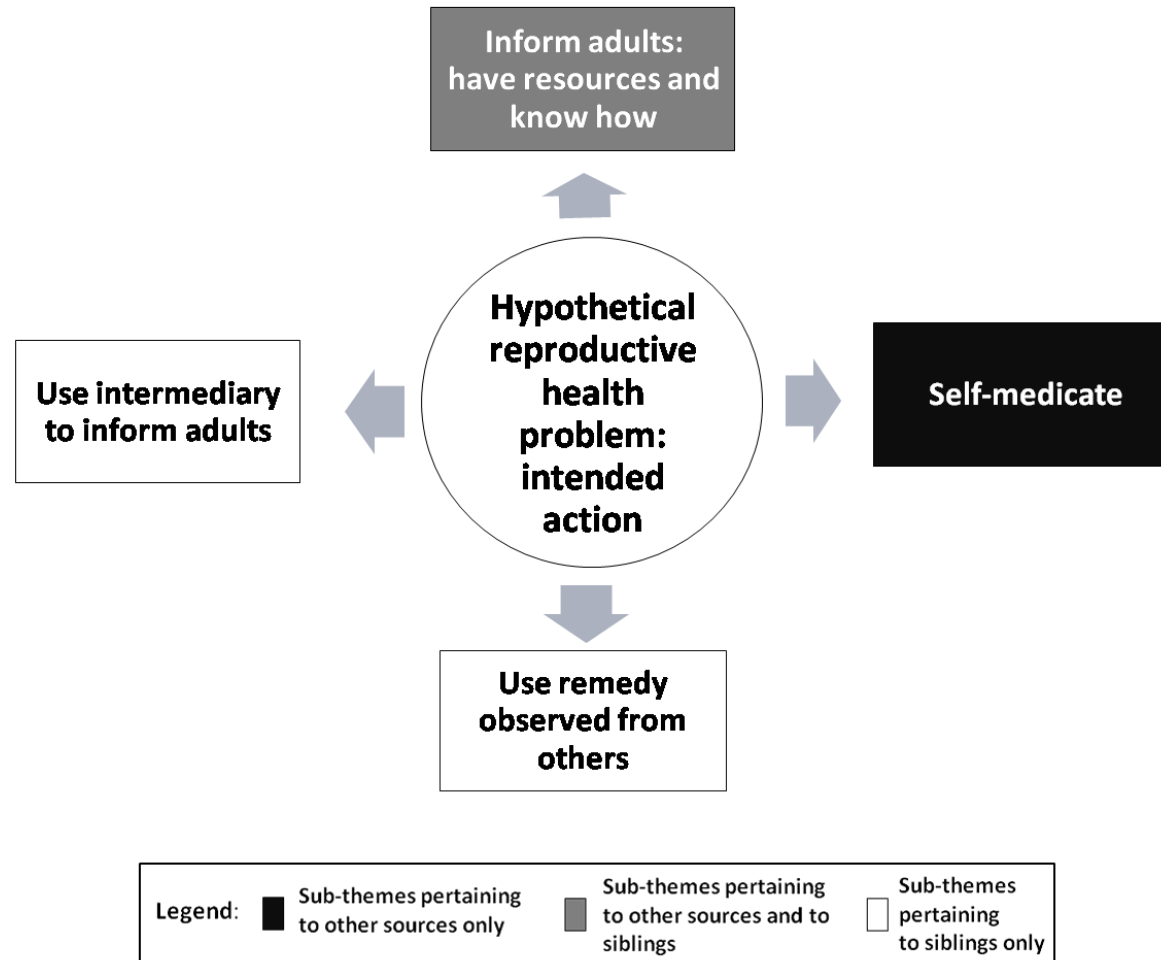 Inform adults:
have resources and
know how
Hypothetical
reproductive
health
problem:
intended
action
Use intermediary
to inform adults
Self-medicate
Use remedy
observed from
others
Legend:
Sub-themes pertaining
to other sources only
Sub-themes pertaining
to other sources and to
siblings
Sub-themes
pertaining
to siblings only